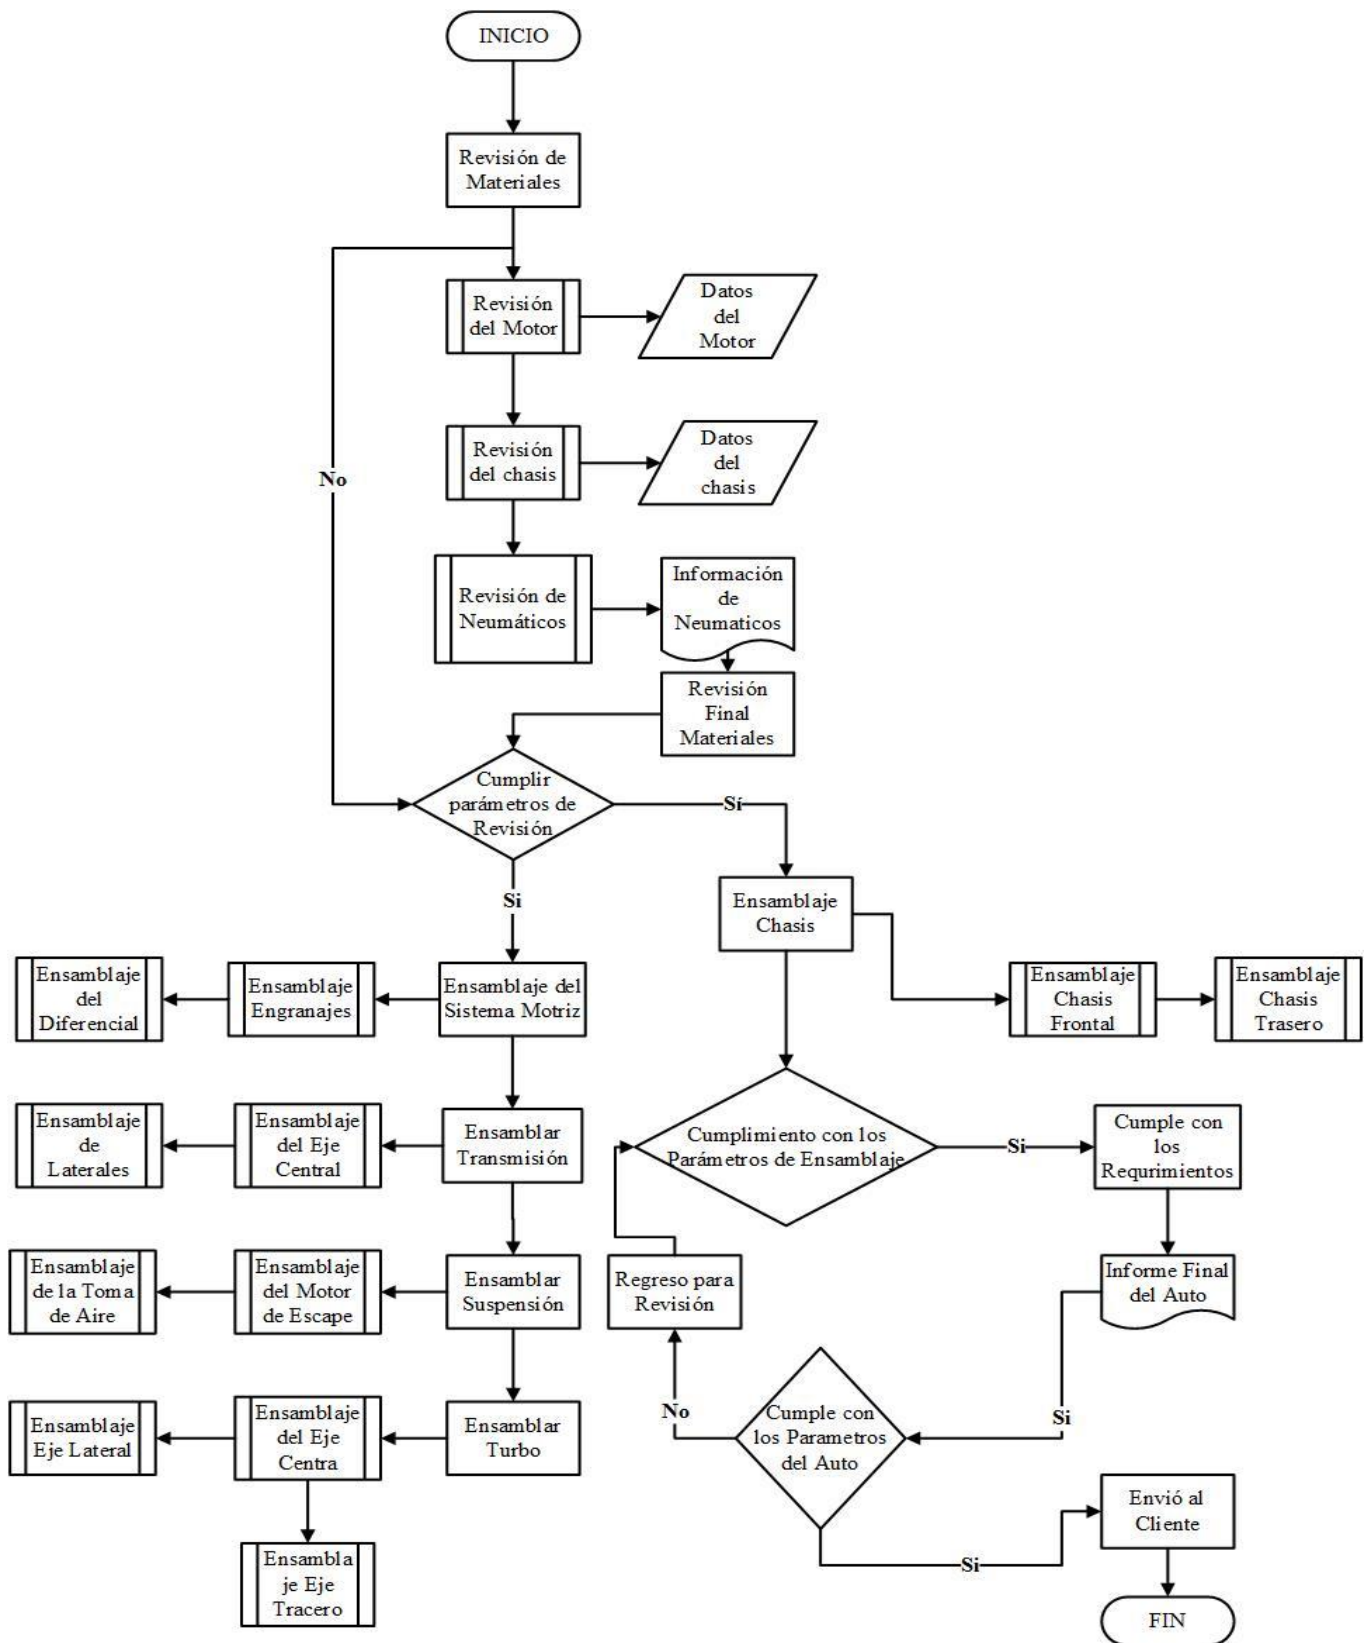 INICIO
Revisión de
Materiales
Revisión
del Motor
Datos
del
Motor
Revisión
del chasis
Datos
del
chasis
No
Revisión de
Neumáticos
Información
de
Neumaticos
Revisión
Final
Materiales
Cumplir
parámetros de
Revisión
Sí
Si
Ensamblaje
Chasis
Ensamblaje
del
Diferencial
Ensamblaje
Engranajes
Ensamblaje del
Sistema Motriz
Ensamblaje
Chasis
Frontal
Ensamblaje
Chasis
Trasero
Ensamblaje
de
Laterales
Ensamblaje
del Eje
Central
Ensamblar
Transmisión
Cumplimiento con los
Parámetros de Ensamblaje
Si
Cumple con
los
Requrimientos
Ensamblaje
de la Toma
de Aire
Ensamblaje
del Motor
de Escape
Ensamblar
Suspensión
Regreso para
Revisión
Informe Final
del Auto
Ensamblaje
Eje Lateral
Ensamblaje
del Eje
Centra
Ensamblar
Turbo
No
Cumple con
los Parametros
del Auto
Si
Envió al
Cliente
Si
Ensambla
je Eje
Tracero
FIN